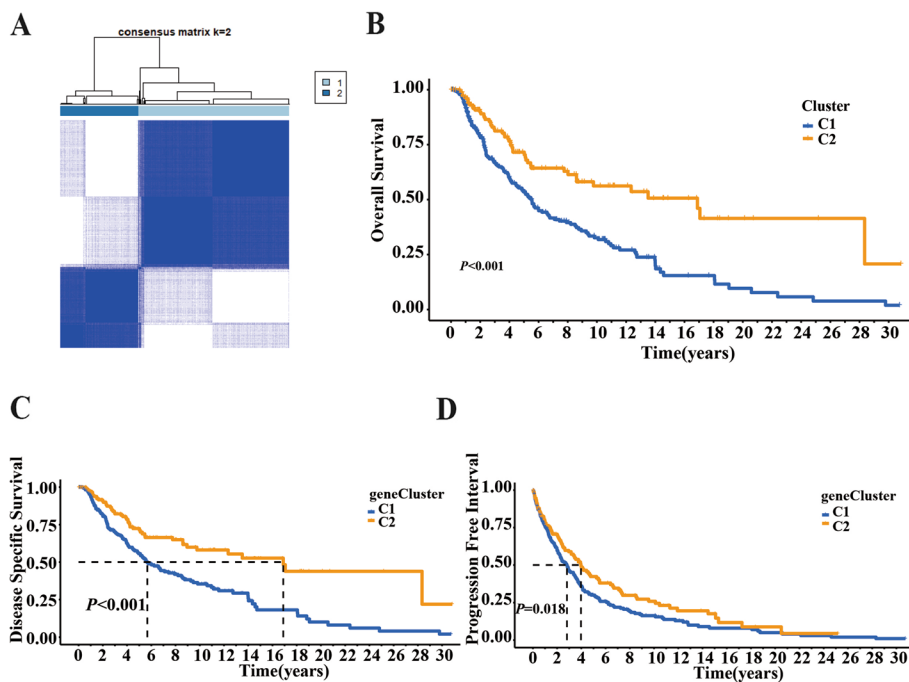 A
consensus matrix k=2
1
2
B
Overall Survival
1.00
0.75
0.50
0.25
0.00
Cluster
C1
C2
P<0.001
0 2 4 6 8 10 12 14 16 18 20 22 24 26 28 30
Time(years)
C
Disease Specific Survival
1.00
0.75
0.50
0.25
0.00
geneCluster
C1
C2
P<0.001
0 2 4 6 8 10 12 14 16 18 20 22 24 26 28 30
Time(years)
D
Progression Free Interval
1.00
0.75
0.50
0.25
0.00
geneCluster
C1
C2
P=0.018
0 2 4 6 8 10 12 14 16 18 20 22 24 26 28 30
Time(years)